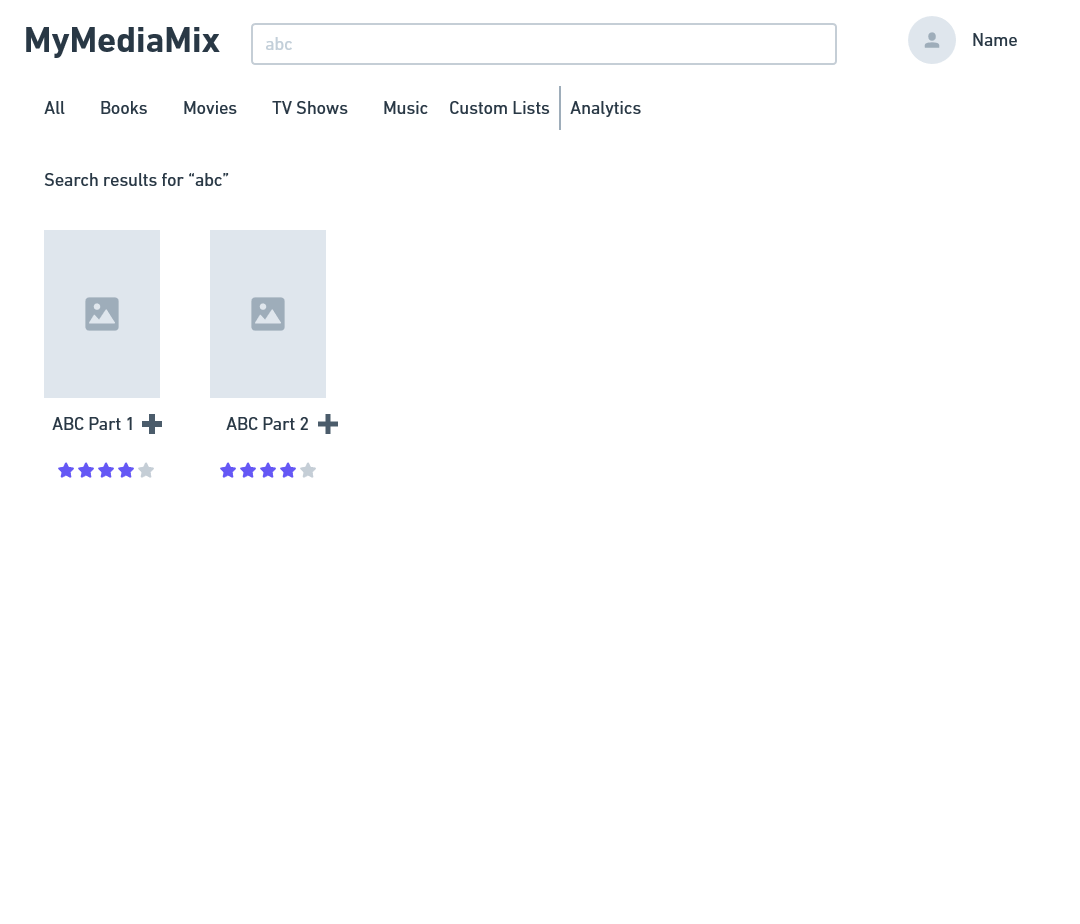 MyMediaMix
abc
Name
All Books Movies TV Shows Music Custom Lists Analytics
Search results for “abc”
ABC Part 1
ABC Part 2